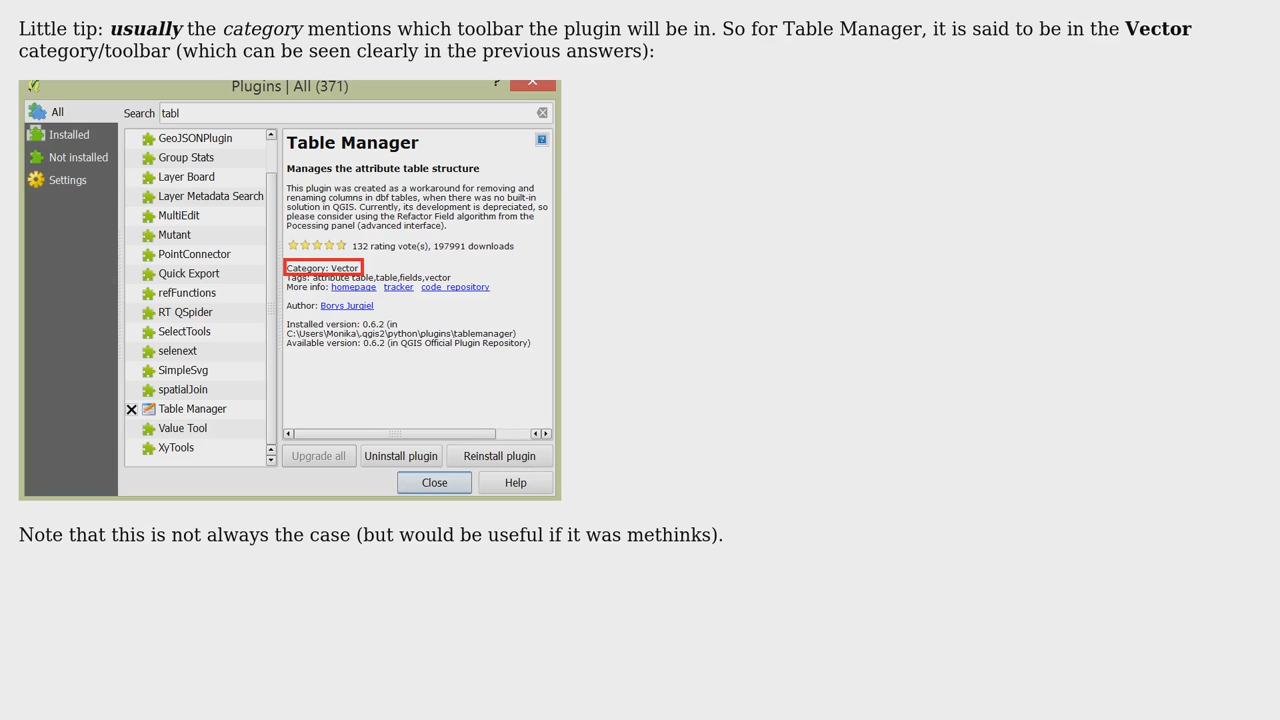 Little tip: usually the category mentions which toolbar the plugin will be in. So for Table Manager, it is said to be in the Vector
category/toolbar (which can be seen clearly in the previous answers):
Plugins | All (371)
?
All
Installed
Not installed
Settings
Search tabl
GeoJSONPlugin
Group Stats
Layer Board
Layer Metadata Search
MultiEdit
Mutant
PointConnector
Quick Export
refFunctions
RT QSpider
SelectTools
selenext
SimpleSvg
spatialJoin
Table Manager
Value Tool
XyTools
Table Manager
Manages the attribute table structure
This plugin was created as a workaround for removing and
renaming columns in dbf tables, when there was no built-in
solution in QGIS. Currently, its development is depreciated, so
please consider using the Refactor Field algorithm from the
Pocessing panel (advanced interface).
132 rating vote(s), 197991 downloads
Category: Vector
Tags: attribute table,table,fields,vector
More info: homepage tracker code_repository
Author: Borys Jurgiel
Installed version: 0.6.2 (in
C:\Users\Monika\.qgis2\python\plugins\tablemanager)
Available version: 0.6.2 (in QGIS Official Plugin Repository)
Upgrade all
Uninstall plugin
Reinstall plugin
Close
Help
Note that this is not always the case (but would be useful if it was methinks).